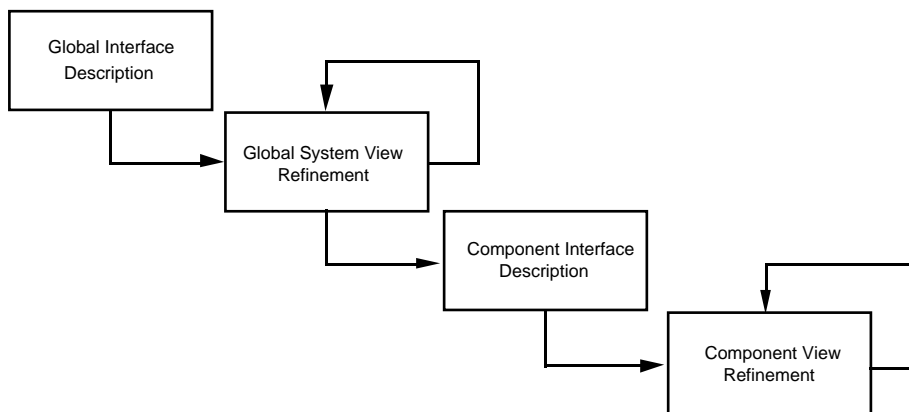 Global Interface
Description
Global System View
Refinement
Component Interface
Description
Component View
Refinement